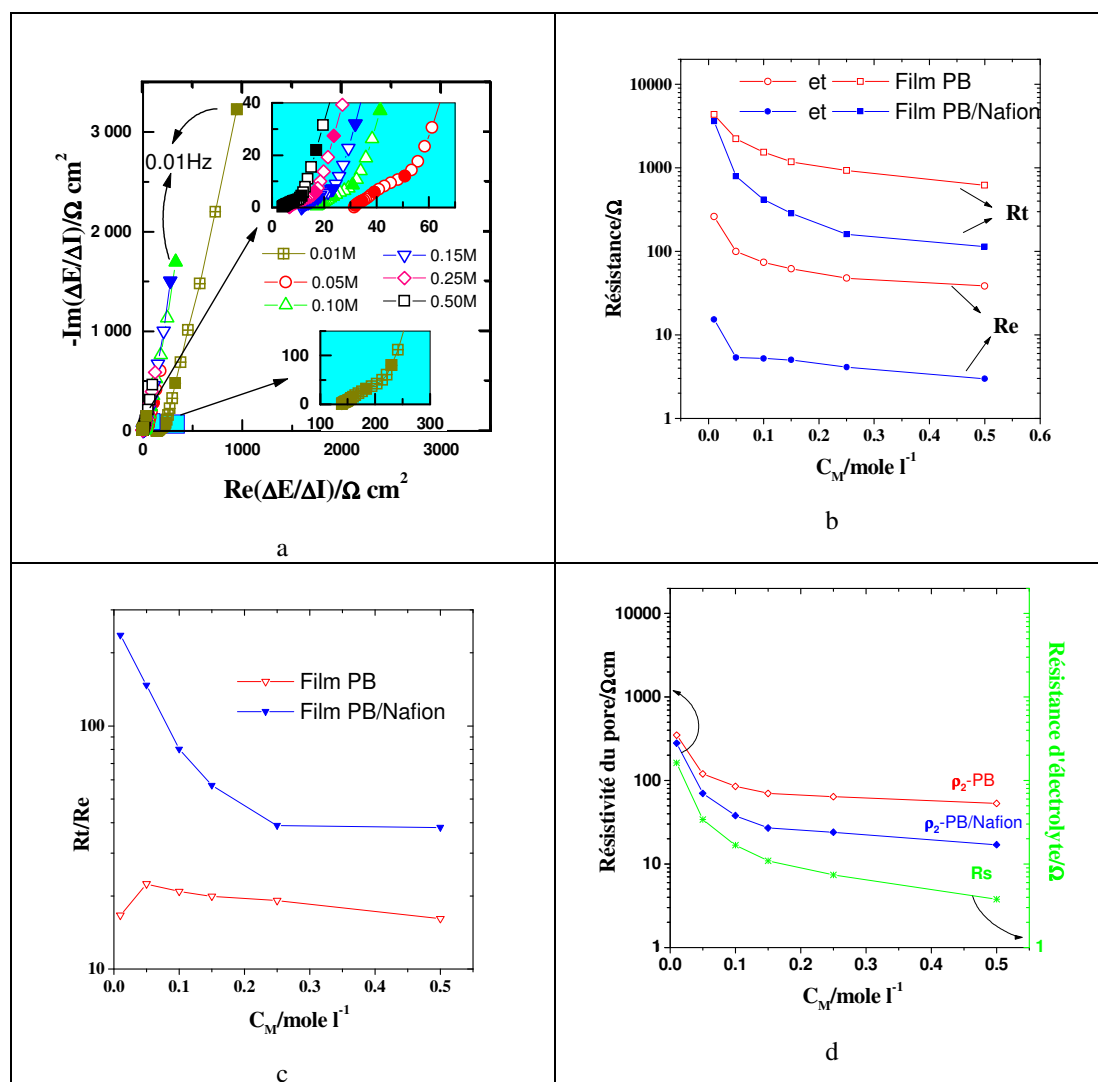 -Im(ΔE/ΔI)/Ω cm²
3 000
2 000
1 000
0
0.01Hz
40
20
0
0 20 40 60
0.01M
0.05M
0.10M
0.15M
0.25M
0.50M
100
0
100 200 300
0 1000 2000 3000
Re(ΔE/ΔI)/Ω cm²
a
Résistance/Ω
10000
1000
100
10
1
et Film PB
et Film PB/Nafion
Rt
Re
0.0 0.1 0.2 0.3 0.4 0.5 0.6
C_M/mole l⁻¹
b
Rt/Re
100
10
Film PB
Film PB/Nafion
0.0 0.1 0.2 0.3 0.4 0.5
C_M/mole l⁻¹
c
Résistivité du pore/Ωcm
10000
1000
100
10
1
ρ₂-PB
ρ₂-PB/Nafion
Rs
1
Résistance d'électrolyte/Ω
0.0 0.1 0.2 0.3 0.4 0.5
C_M/mole l⁻¹
d